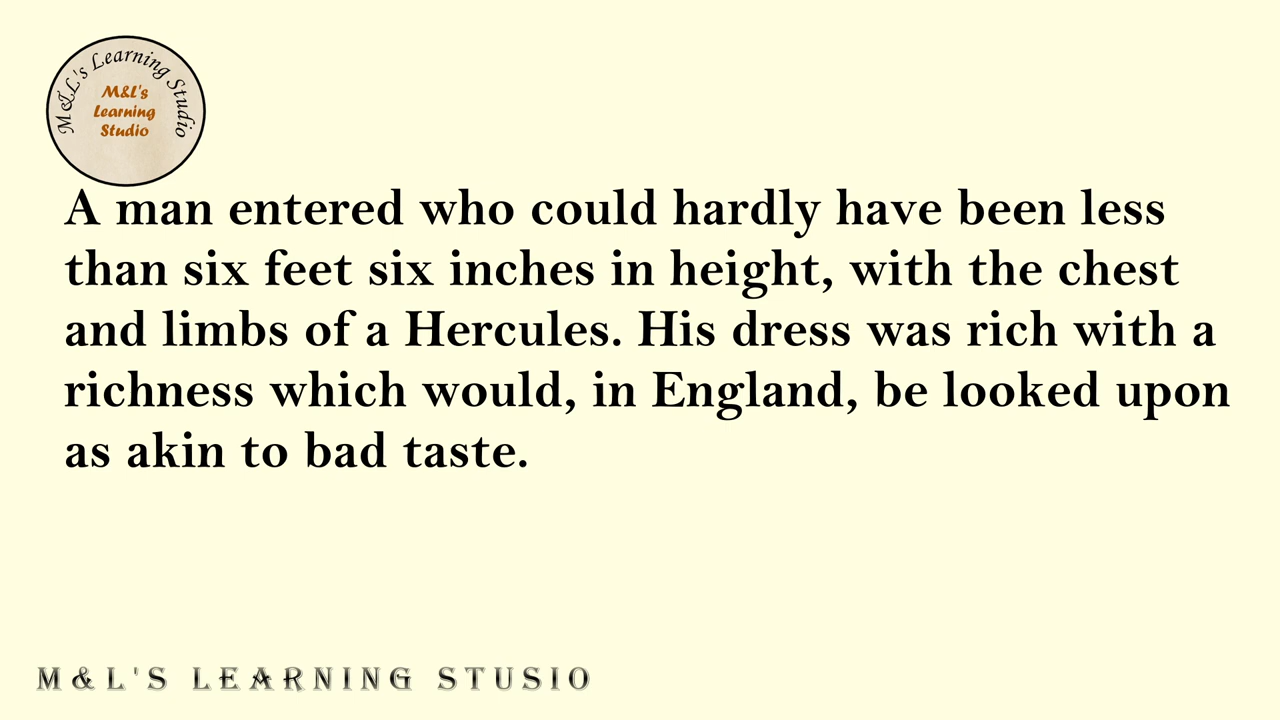 M&L's Learning Studio
M&L's
Learning
Studio
A man entered who could hardly have been less
than six feet six inches in height, with the chest
and limbs of a Hercules. His dress was rich with a
richness which would, in England, be looked upon
as akin to bad taste.
M&L'S LEARNING STUSIO